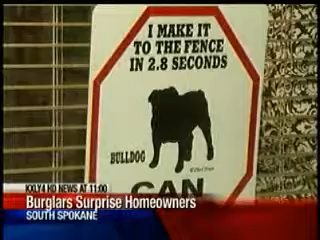 I MAKE IT
TO THE FENCE
IN 2.8 SECONDS
BULLDOG
CAN
KXLY4 HD NEWS AT 11:00
Burglars Surprise Homeowners
SOUTH SPOKANE